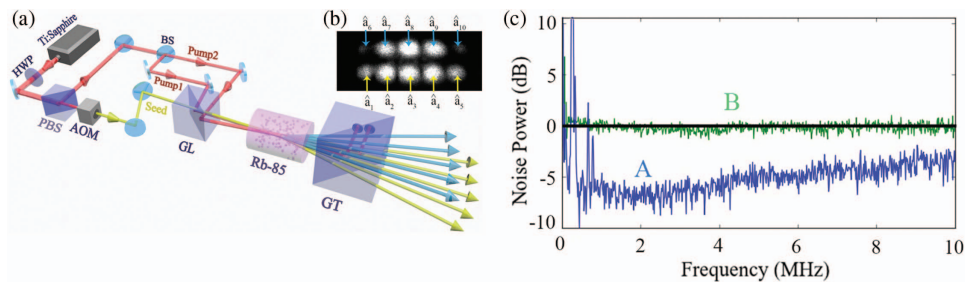 (a)
Ti:Sapphire
HWP
PBS
AOM
BS
Pump2
Pump1
Seed
GL
Rb-85
GT
(b)
â₆ â₇ â₈ â₉ â₁₀
â₁ â₂ â₃ â₄ â₅
(c)
Noise Power (dB)
10
5
0
-5
-10
B
A
0 2 4 6 8 10
Frequency (MHz)